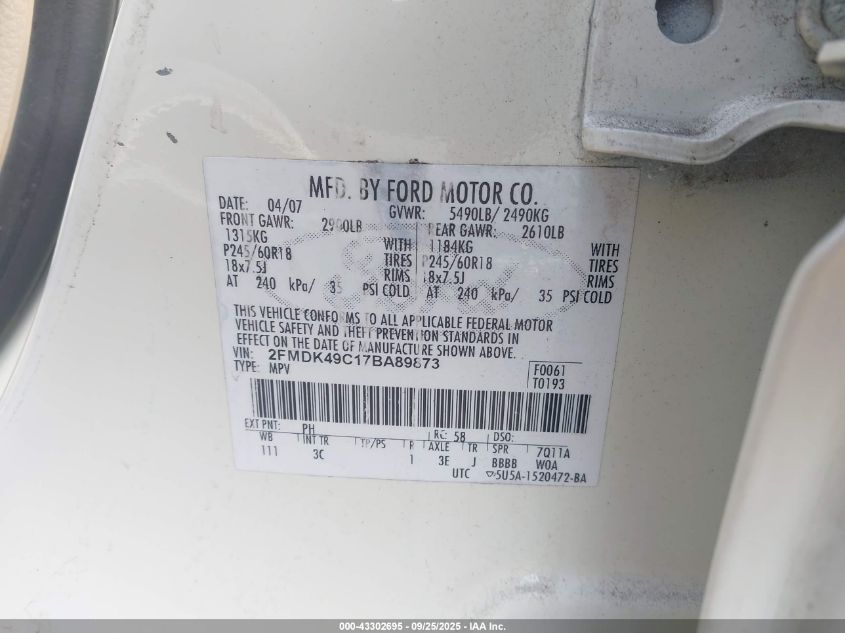 MFD. BY FORD MOTOR CO.
DATE: 04/07 GVWR: 5490LB/ 2490KG
FRONT GAWR: 2900LB REAR GAWR: 2610LB
1315KG WITH 1184KG WITH
P245/60R18 TIRES P245/60R18 TIRES
18x7.5J RIMS 18x7.5J RIMS
AT 240 kPa/ 35 PSI COLD AT 240 kPa/ 35 PSI COLD
THIS VEHICLE CONFORMS TO ALL APPLICABLE FEDERAL MOTOR
VEHICLE SAFETY AND THEFT PREVENTION STANDARDS IN
EFFECT ON THE DATE OF MANUFACTURE SHOWN ABOVE.
VIN: 2FMDK49C17BA89873 F0061
TYPE: MPV T0193
EXT PNT: PH RC: 58 DSO:
WB INT TR TP/PS R AXLE TR SPR 7Q11A
111 3C 1 3E J BBBB WOA
UTC 5U5A-1520472-BA
000-43302695 - 09/25/2025 - IAA Inc.